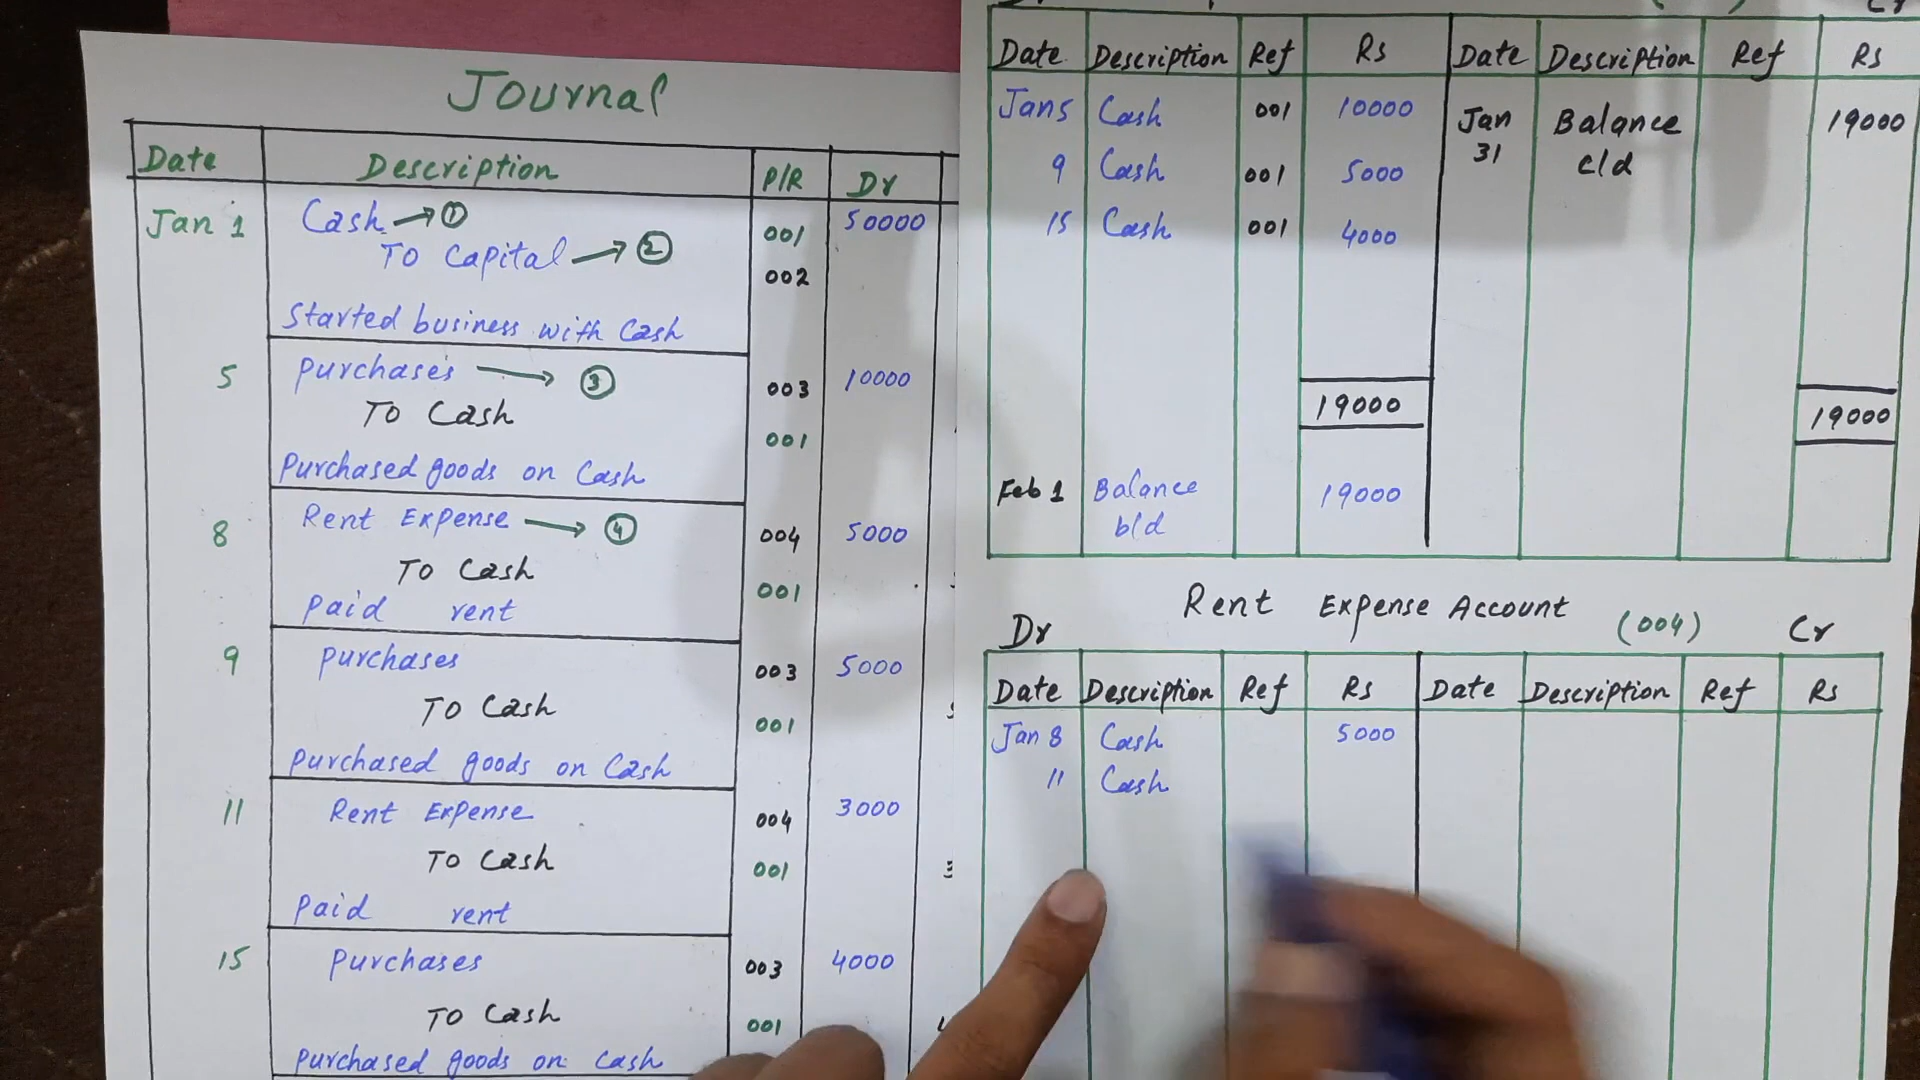 Journal
Date Description P/R Dr
Jan 1 Cash → 1 001 50000
To Capital → 2 002
Started business with Cash
5 Purchases → 3 003 10000
To Cash 001
Purchased goods on Cash
8 Rent Expense → 4 004 5000
To Cash 001
Paid rent
9 Purchases 003 5000
To Cash 001
Purchased goods on Cash
11 Rent Expense 004 3000
To Cash 001
Paid rent
15 Purchases 003 4000
To Cash 001
Purchased goods on Cash
Date Description Ref Rs Date Description Ref Rs
Jan 5 Cash 001 10000 Jan 31 Balance c/d 19000
9 Cash 001 5000
15 Cash 001 4000
19000 19000
Feb 1 Balance b/d 19000
Rent Expense Account (004)
Dr Cr
Date Description Ref Rs Date Description Ref Rs
Jan 8 Cash 5000
11 Cash